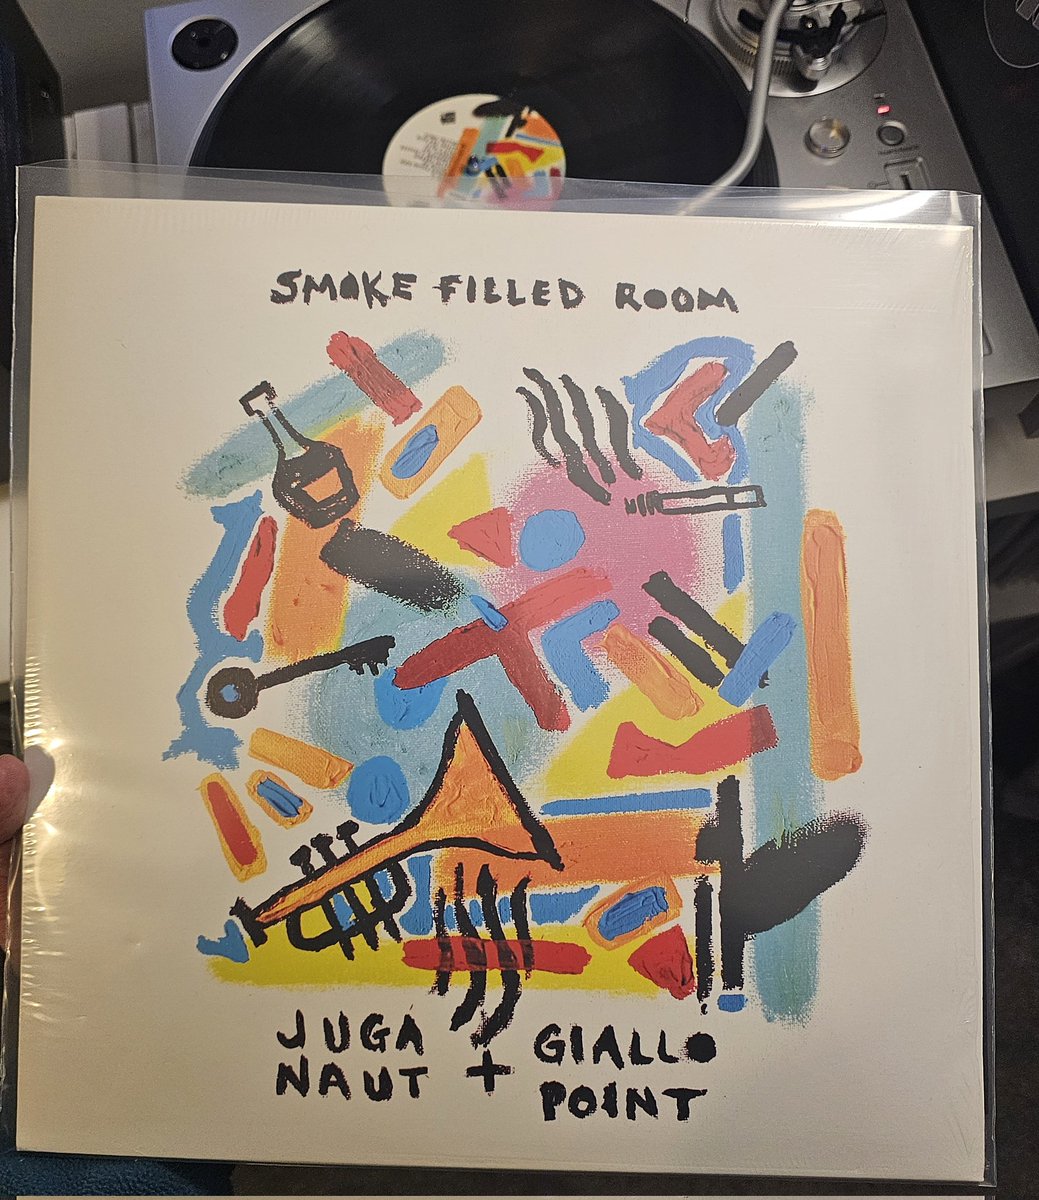 SMOKE FILLED ROOM
JUGA
NAUT + GIALLO
POINT